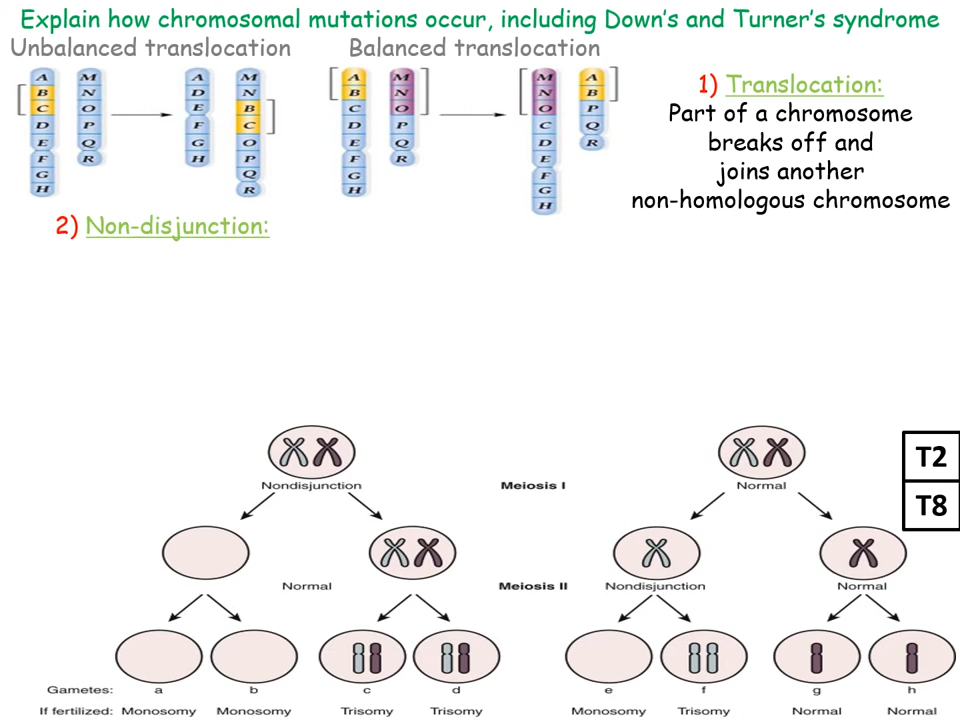 Explain how chromosomal mutations occur, including Down's and Turner's syndrome
Unbalanced translocation
Balanced translocation
A
B
C
D
E
F
G
H
M
N
O
P
Q
R
A
D
E
F
G
H
M
N
B
C
O
P
Q
R
A
B
C
D
E
F
G
H
M
N
O
P
Q
R
M
N
O
C
D
E
F
G
H
A
B
P
Q
R
1) Translocation:
Part of a chromosome
breaks off and
joins another
non-homologous chromosome
2) Non-disjunction:
Nondisjunction Meiosis I Normal
T2
T8
Normal Meiosis II Nondisjunction Normal
Gametes: a b c d e f g h
If fertilized: Monosomy Monosomy Trisomy Trisomy Monosomy Trisomy Normal Normal